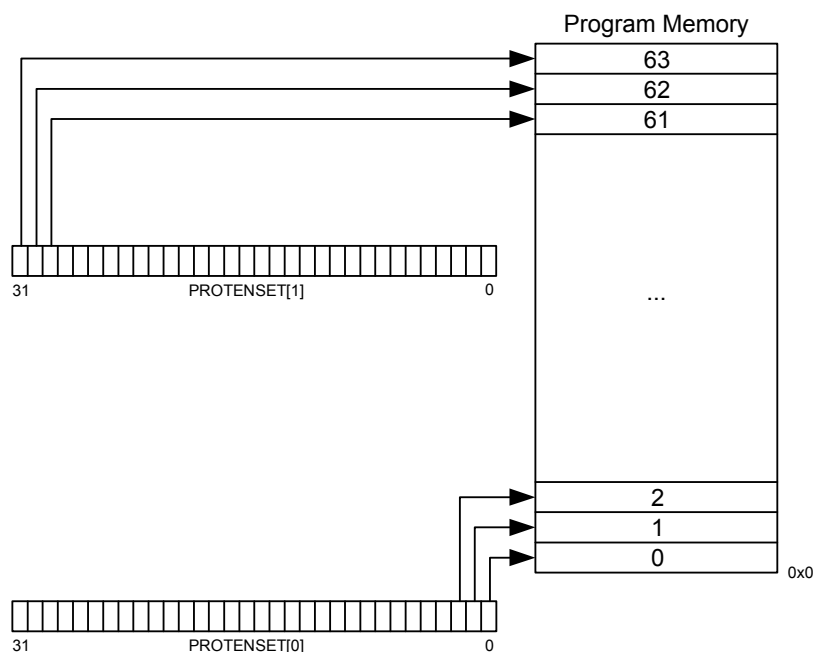 Program Memory
63
62
61
31 PROTENSET[1] 0
...
2
1
0
0x0
31 PROTENSET[0] 0